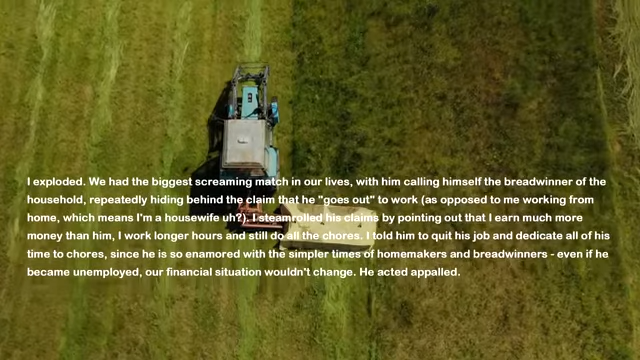 I exploded. We had the biggest screaming match in our lives, with him calling himself the breadwinner of the
household, repeatedly hiding behind the claim that he "goes out" to work (as opposed to me working from
home, which means I'm a housewife uh?). I steamrolled his claims by pointing out that I earn much more
money than him, I work longer hours and still do all the chores. I told him to quit his job and dedicate all of his
time to chores, since he is so enamored with the simpler times of homemakers and breadwinners - even if he
became unemployed, our financial situation wouldn't change. He acted appalled.